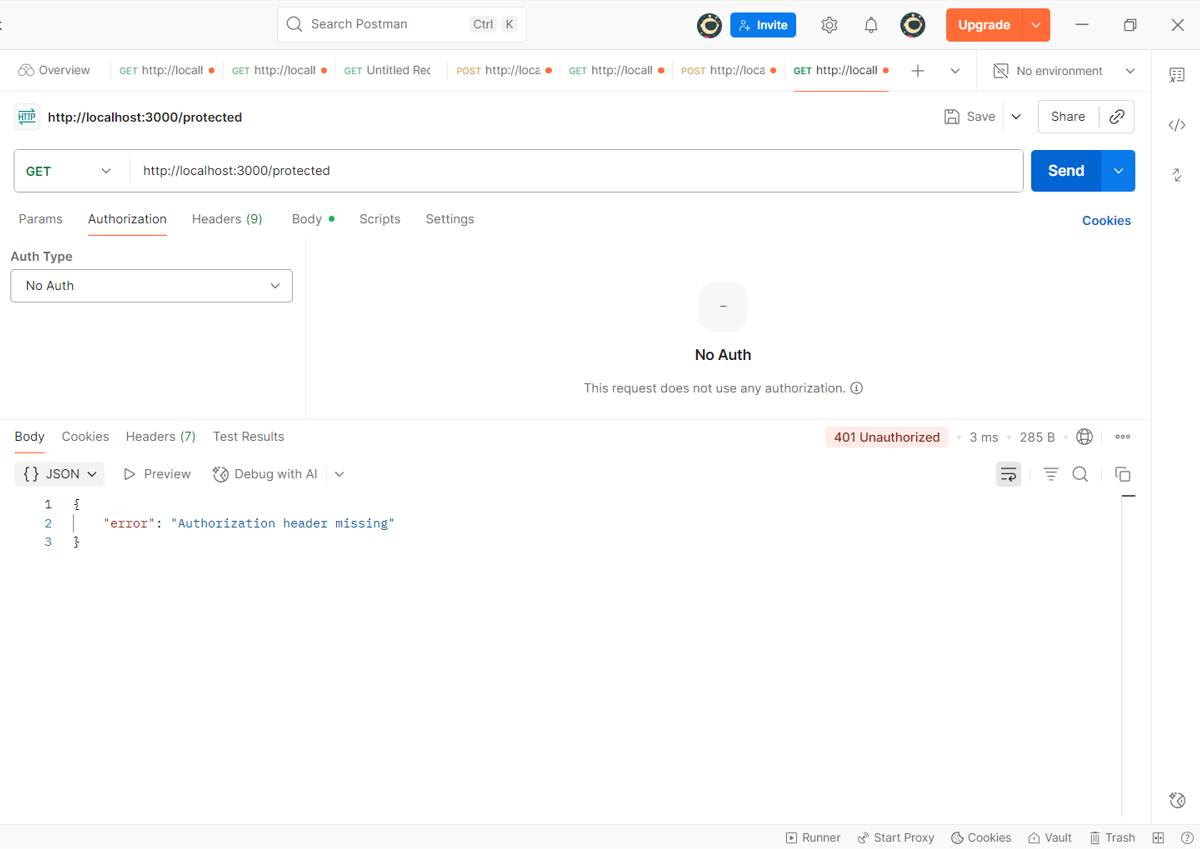 Search Postman Ctrl K Invite Upgrade
Overview GET http://locall GET http://locall GET Untitled Rec POST http://loca GET http://locall POST http://loca GET http://locall No environment
HTTP http://localhost:3000/protected Save Share
GET http://localhost:3000/protected Send
Params Authorization Headers (9) Body Scripts Settings Cookies
Auth Type
No Auth
-
No Auth
This request does not use any authorization.
Body Cookies Headers (7) Test Results 401 Unauthorized 3 ms 285 B
{} JSON Preview Debug with AI
1 {
2 "error": "Authorization header missing"
3 }
Runner Start Proxy Cookies Vault Trash